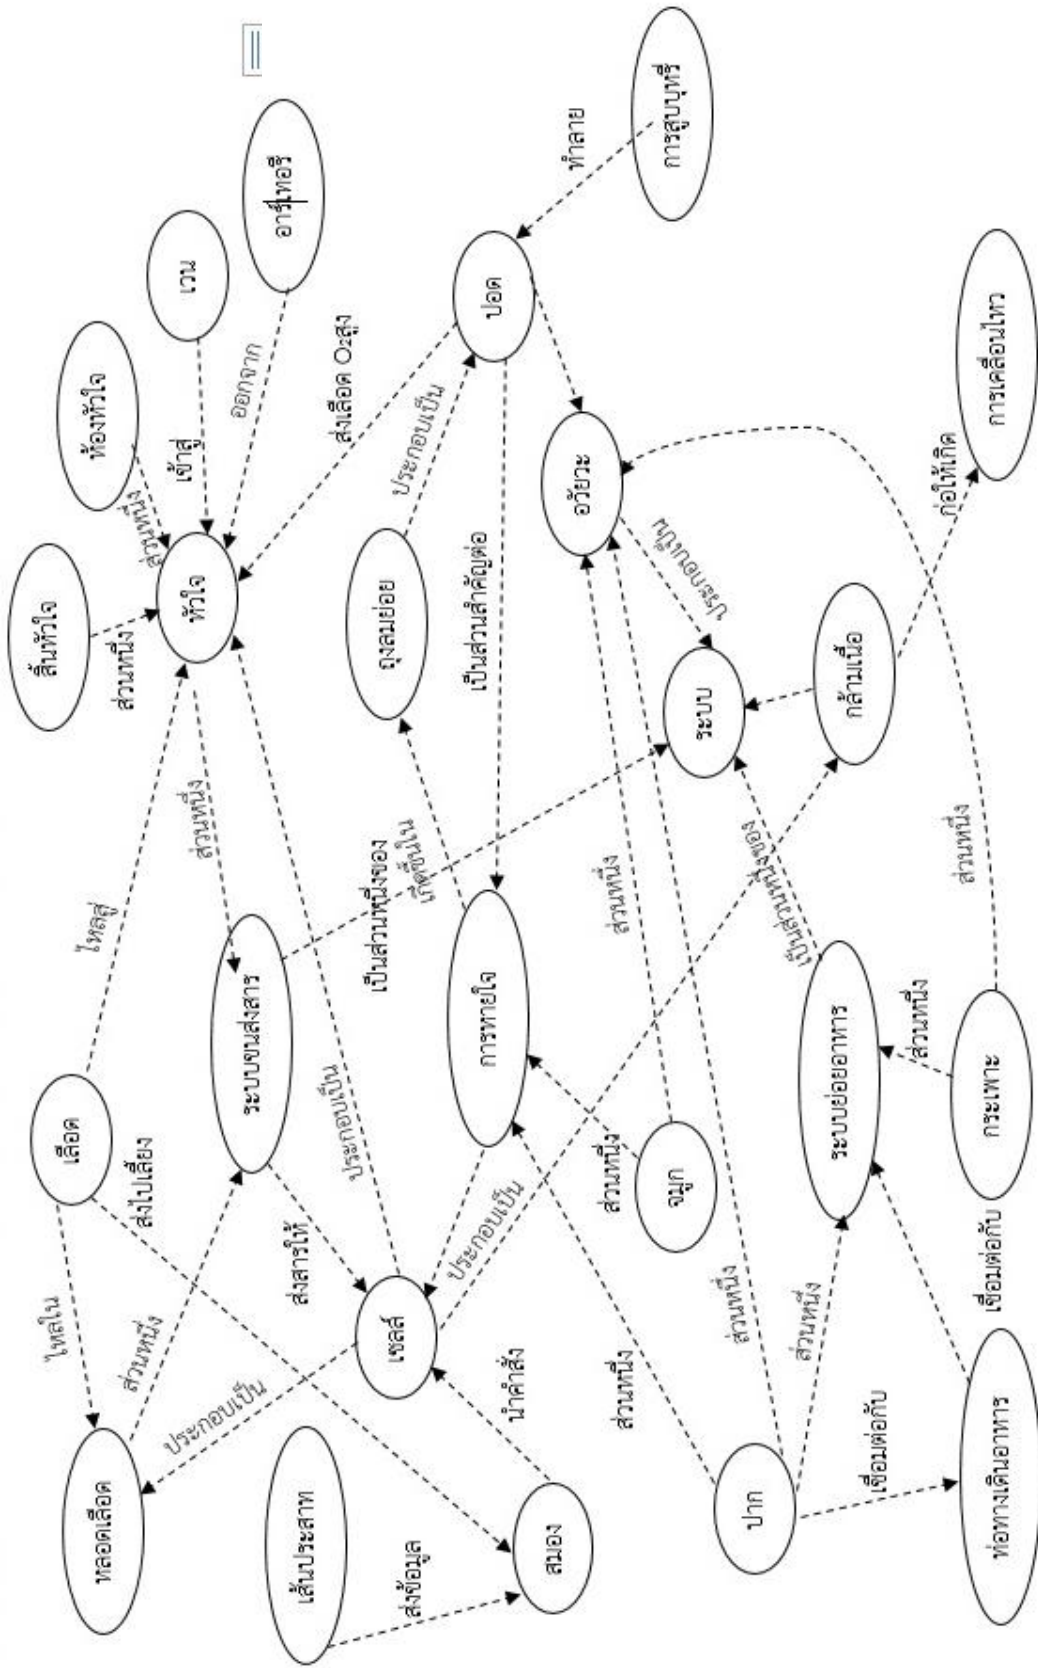 ลิ้นหัวใจ
ห้องหัวใจ
เวน
อาร์เทอรี
ส่วนหนึ่ง
ส่วนหนึ่ง
เข้าสู่
ออกจาก
หัวใจ
เลือด
ไหลสู่
ส่วนหนึ่ง
ส่งเลือด O₂สูง
ไหลใน
ส่งไปเลี้ยง
ระบบขนส่งสาร
หลอดเลือด
ส่วนหนึ่ง
ส่งสารให้
ประกอบเป็น
ประกอบเป็น
ถุงลมย่อย
ประกอบเป็น
ปอด
ทำลาย
การสูบบุหรี่
เป็นส่วนหนึ่งของ
เกิดขึ้นใน
เป็นส่วนสำคัญต่อ
เส้นประสาท
เซลล์
ส่งข้อมูล
สมอง
นำคำสั่ง
การหายใจ
ประกอบเป็น
อวัยวะ
ประกอบเป็น
ระบบ
ส่วนหนึ่ง
ส่วนหนึ่ง
จมูก
ส่วนหนึ่ง
ส่วนหนึ่ง
ปาก
ส่วนหนึ่ง
เป็นส่วนหนึ่งของ
กล้ามเนื้อ
ก่อให้เกิด
การเคลื่อนไหว
ระบบย่อยอาหาร
เชื่อมต่อกับ
ส่วนหนึ่ง
ส่วนหนึ่ง
ท่อทางเดินอาหาร
เชื่อมต่อกับ
กระเพาะ